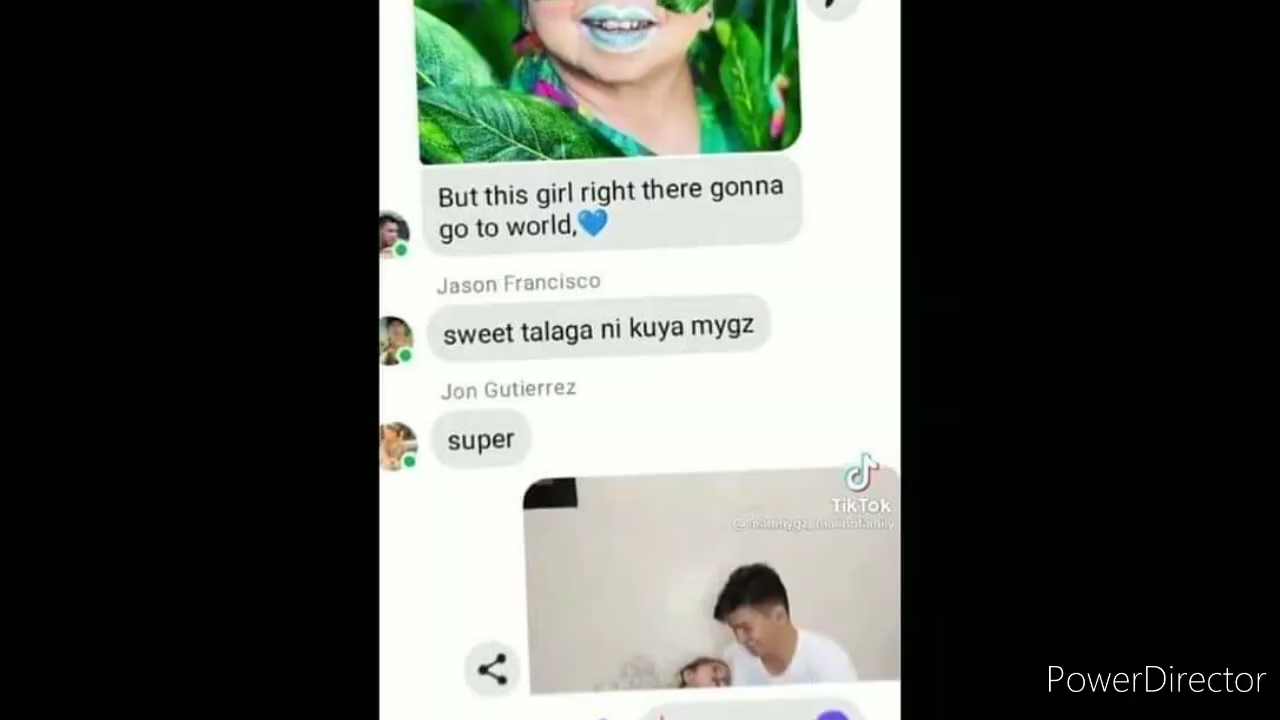 But this girl right there gonna
go to world,💙
Jason Francisco
sweet talaga ni kuya mygz
Jon Gutierrez
super
TikTok
PowerDirector